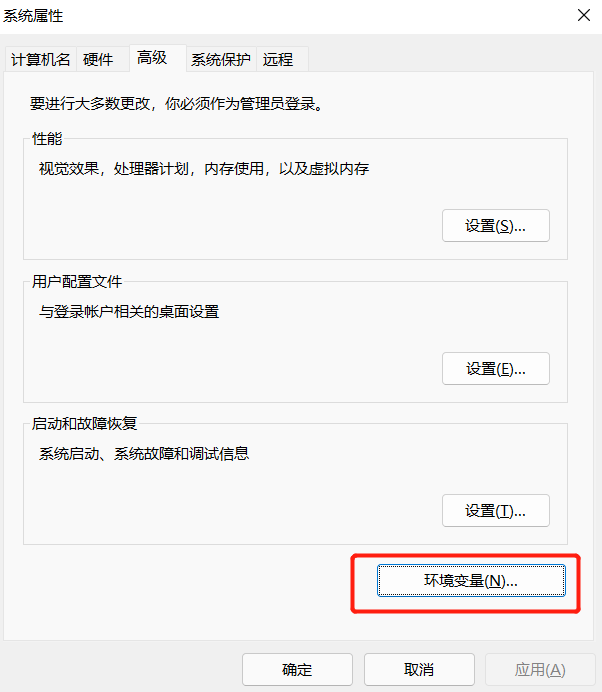 系统属性
计算机名 硬件 高级 系统保护 远程
要进行大多数更改，你必须作为管理员登录。
性能
视觉效果，处理器计划，内存使用，以及虚拟内存
设置(S)...
用户配置文件
与登录帐户相关的桌面设置
设置(E)...
启动和故障恢复
系统启动、系统故障和调试信息
设置(T)...
环境变量(N)...
确定 取消 应用(A)